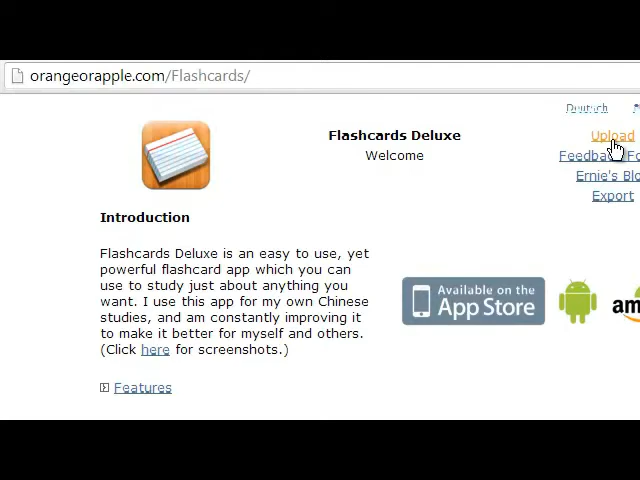 orangeorapple.com/Flashcards/
Deutsch
Flashcards Deluxe
Upload
Welcome
Ernie's Blo
Export
Introduction
Flashcards Deluxe is an easy to use, yet
powerful flashcard app which you can
use to study just about anything you
want. I use this app for my own Chinese
studies, and am constantly improving it
to make it better for myself and others.
(Click here for screenshots.)
Available on the
App Store
Features